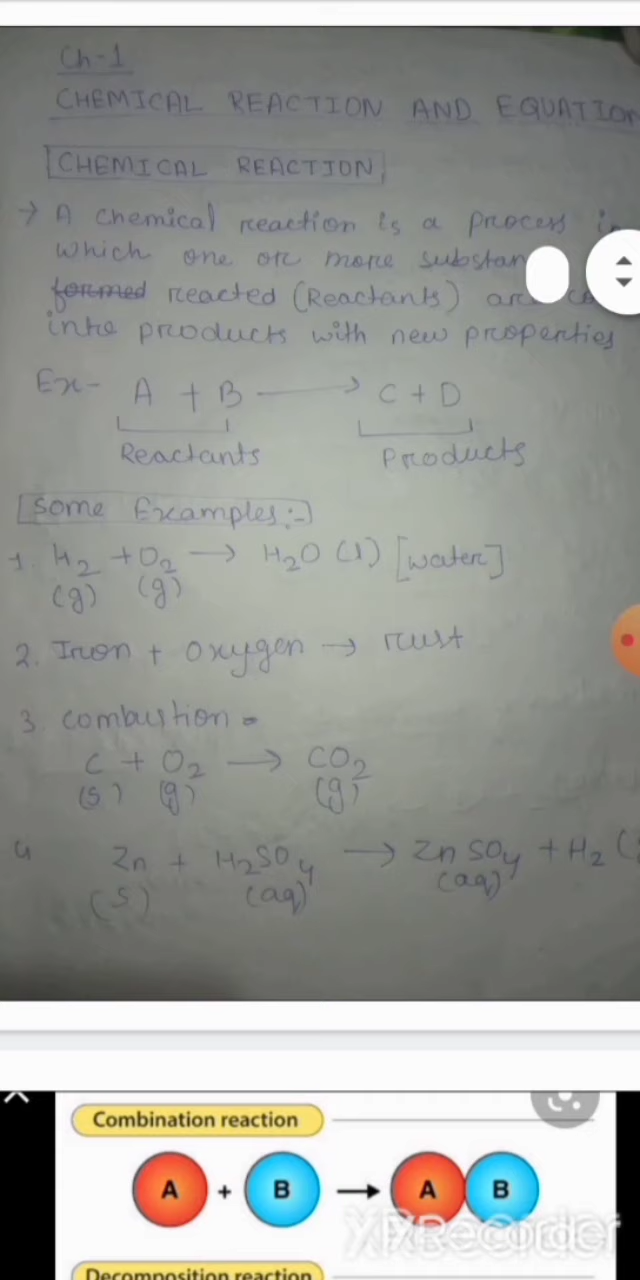 Ch-1
CHEMICAL REACTION AND EQUATION
CHEMICAL REACTION
→ A chemical reaction is a process in
which one or more substan
formed reacted (Reactants) are
into products with new properties
Ex- A + B → C + D
Reactants Products
Some Examples:-
1. H2 + O2 → H2O (l) [water]
(g) (g)
2. Iron + Oxygen → rust
3. Combustion -
C + O2 → CO2
(s) (g) (g)
4 Zn + H2SO4 → ZnSO4 + H2 (
(s) (aq) (aq)
Combination reaction
A + B → A B
XRecorder
Decomposition reaction